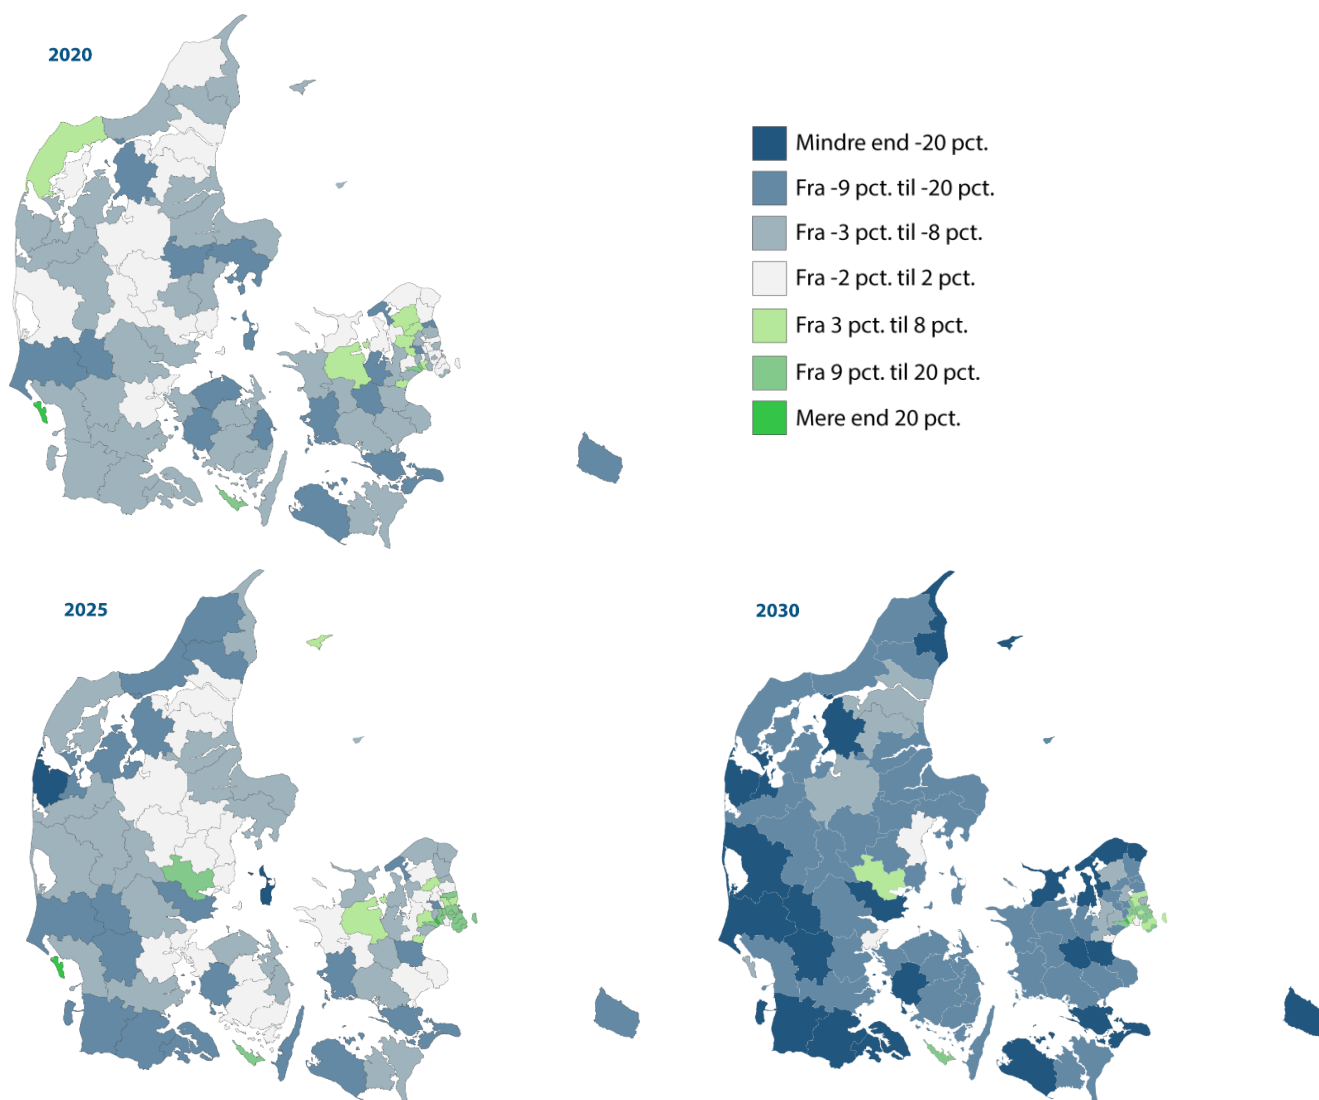 2020
Mindre end -20 pct.
Fra -9 pct. til -20 pct.
Fra -3 pct. til -8 pct.
Fra -2 pct. til 2 pct.
Fra 3 pct. til 8 pct.
Fra 9 pct. til 20 pct.
Mere end 20 pct.
2025
2030